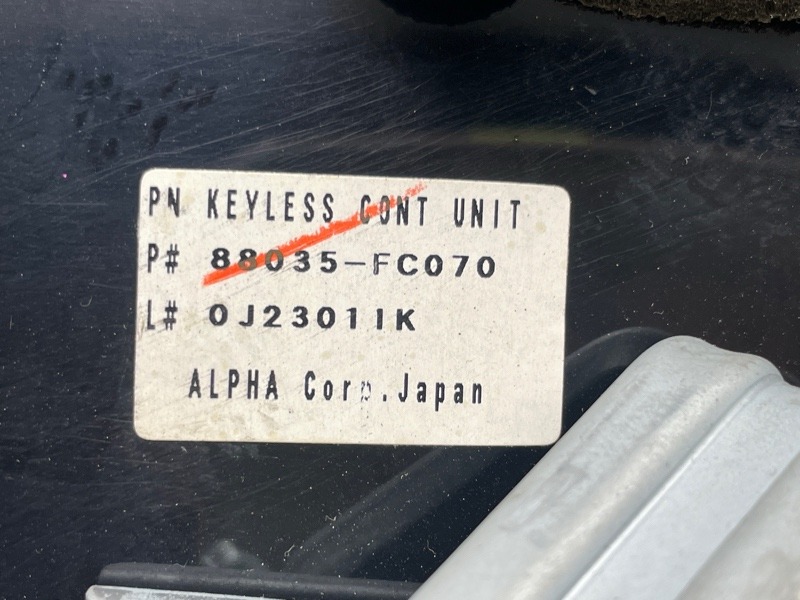 PN KEYLESS CONT UNIT
P# 88035-FC070
L# 0J23011K
ALPHA Corp.Japan